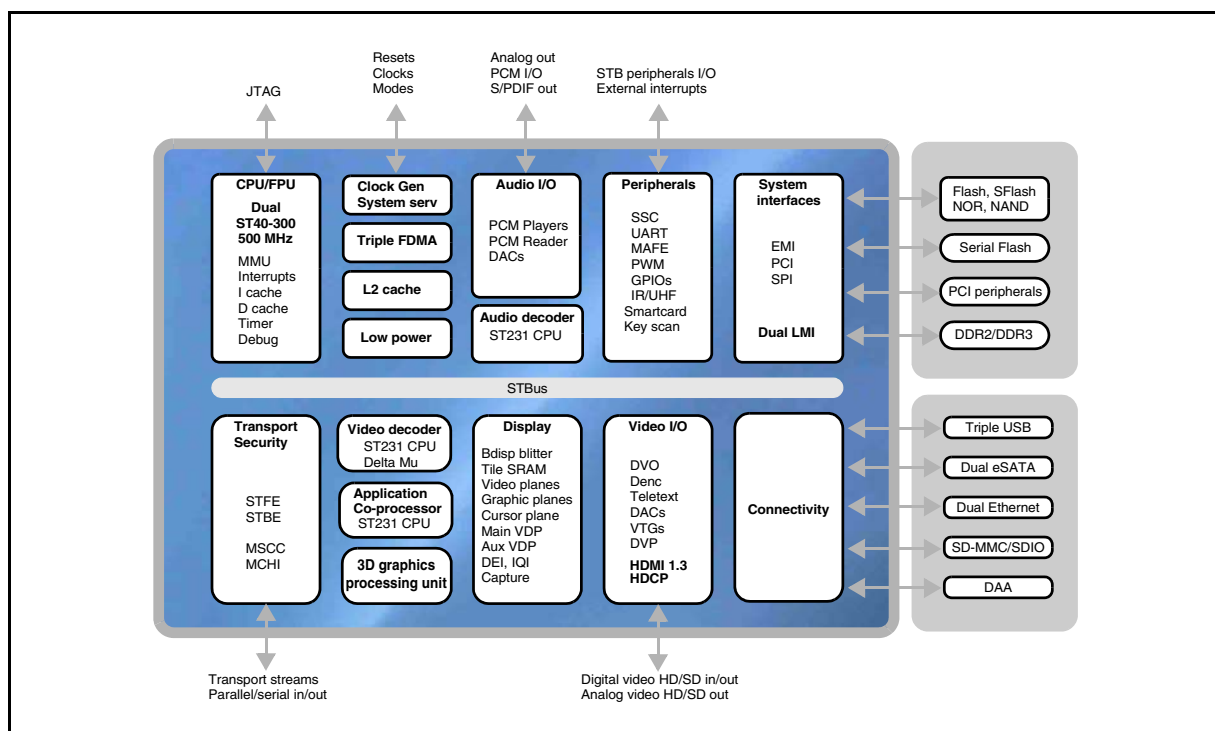 Resets
Clocks
Modes
Analog out
PCM I/O
S/PDIF out
STB peripherals I/O
External interrupts
JTAG
CPU/FPU
Dual
ST40-300
500 MHz
MMU
Interrupts
I cache
D cache
Timer
Debug
Clock Gen
System serv
Triple FDMA
L2 cache
Low power
Audio I/O
PCM Players
PCM Reader
DACs
Audio decoder
ST231 CPU
Peripherals
SSC
UART
MAFE
PWM
GPIOs
IR/UHF
Smartcard
Key scan
System
interfaces
EMI
PCI
SPI
Dual LMI
Flash, SFlash
NOR, NAND
Serial Flash
PCI peripherals
DDR2/DDR3
STBus
Transport
Security
STFE
STBE
MSCC
MCHI
Video decoder
ST231 CPU
Delta Mu
Application
Co-processor
ST231 CPU
3D graphics
processing unit
Display
Bdisp blitter
Tile SRAM
Video planes
Graphic planes
Cursor plane
Main VDP
Aux VDP
DEI, IQI
Capture
Video I/O
DVO
Denc
Teletext
DACs
VTGs
DVP
HDMI 1.3
HDCP
Connectivity
Triple USB
Dual eSATA
Dual Ethernet
SD-MMC/SDIO
DAA
Transport streams
Parallel/serial in/out
Digital video HD/SD in/out
Analog video HD/SD out